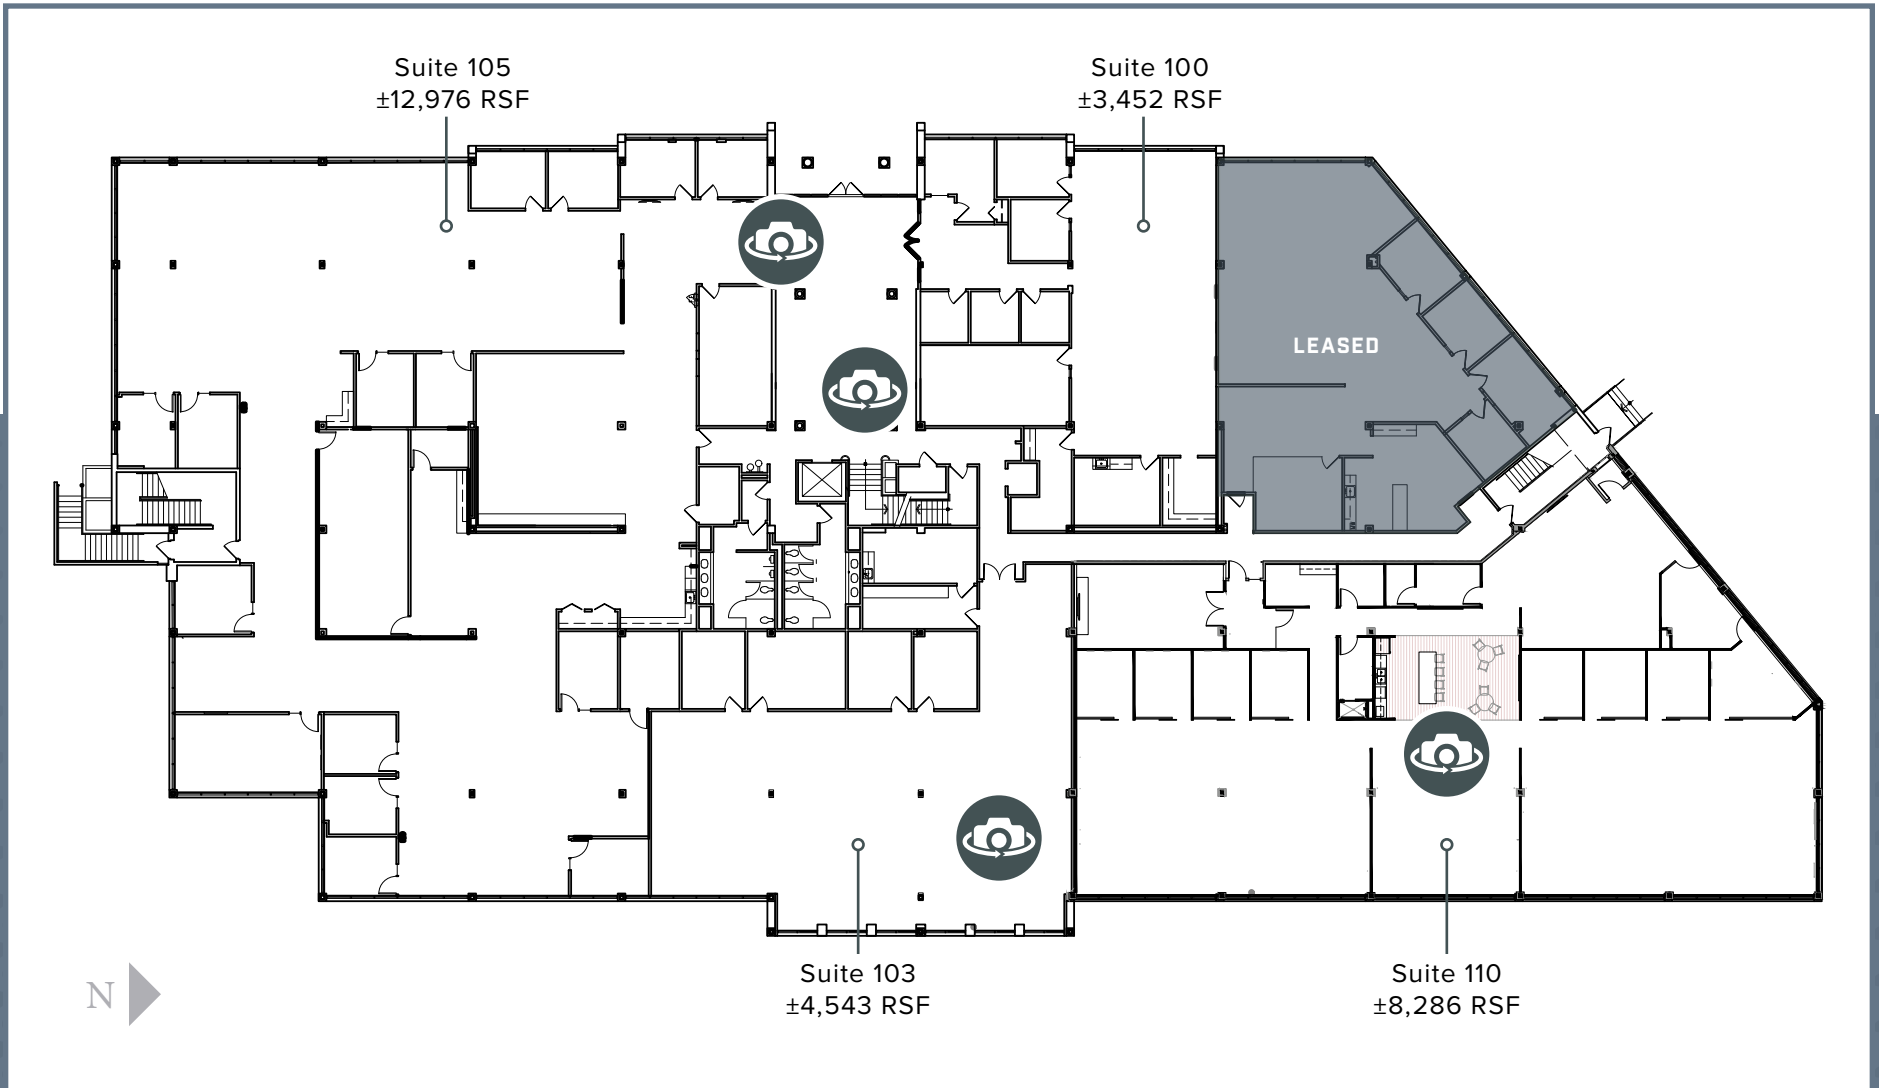 Suite 105
±12,976 RSF
Suite 100
±3,452 RSF
LEASED
Suite 103
±4,543 RSF
Suite 110
±8,286 RSF
N